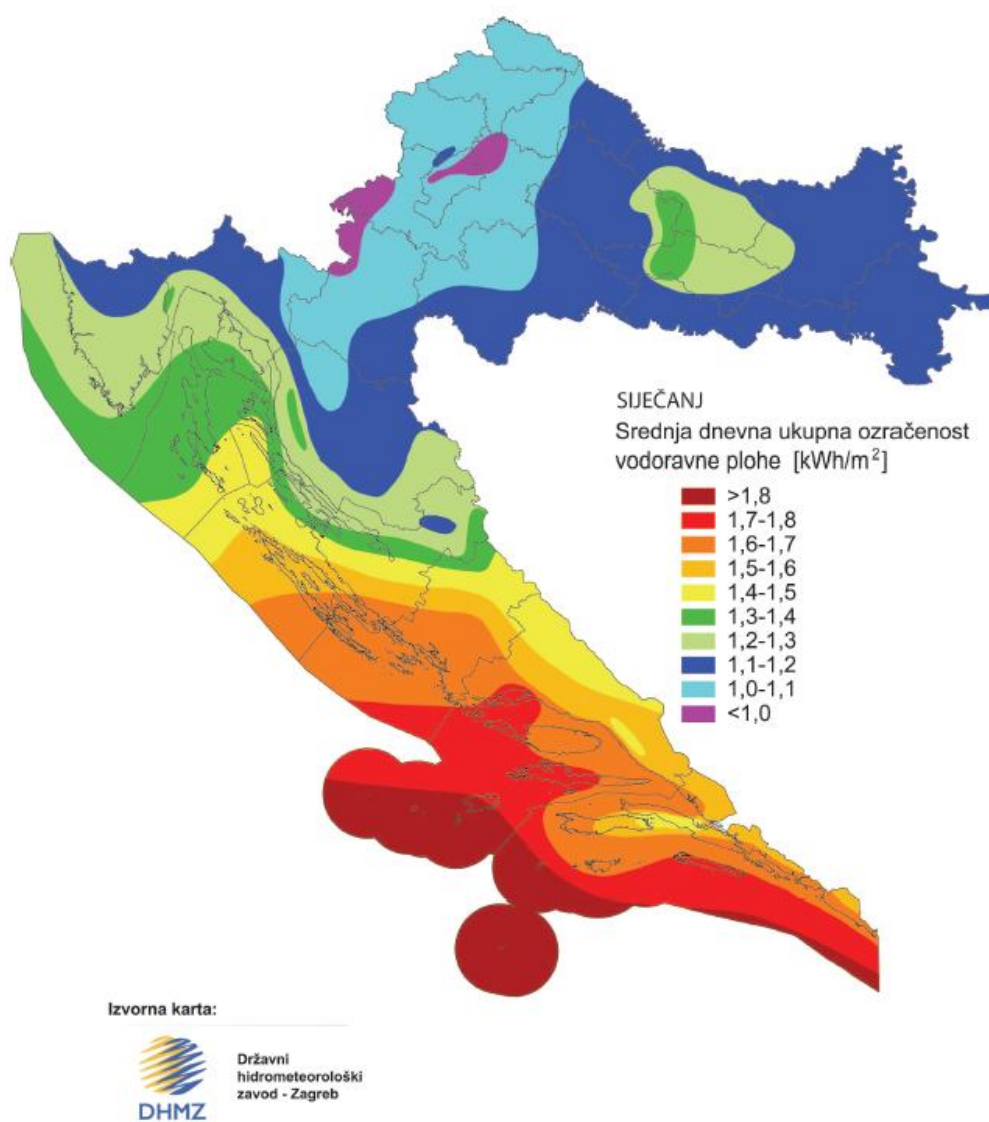 SIJEČANJ
Srednja dnevna ukupna ozračenost
vodoravne plohe [kWh/m²]
>1,8
1,7-1,8
1,6-1,7
1,5-1,6
1,4-1,5
1,3-1,4
1,2-1,3
1,1-1,2
1,0-1,1
<1,0
Izvorna karta:
Državni
hidrometeorološki
zavod - Zagreb
DHMZ